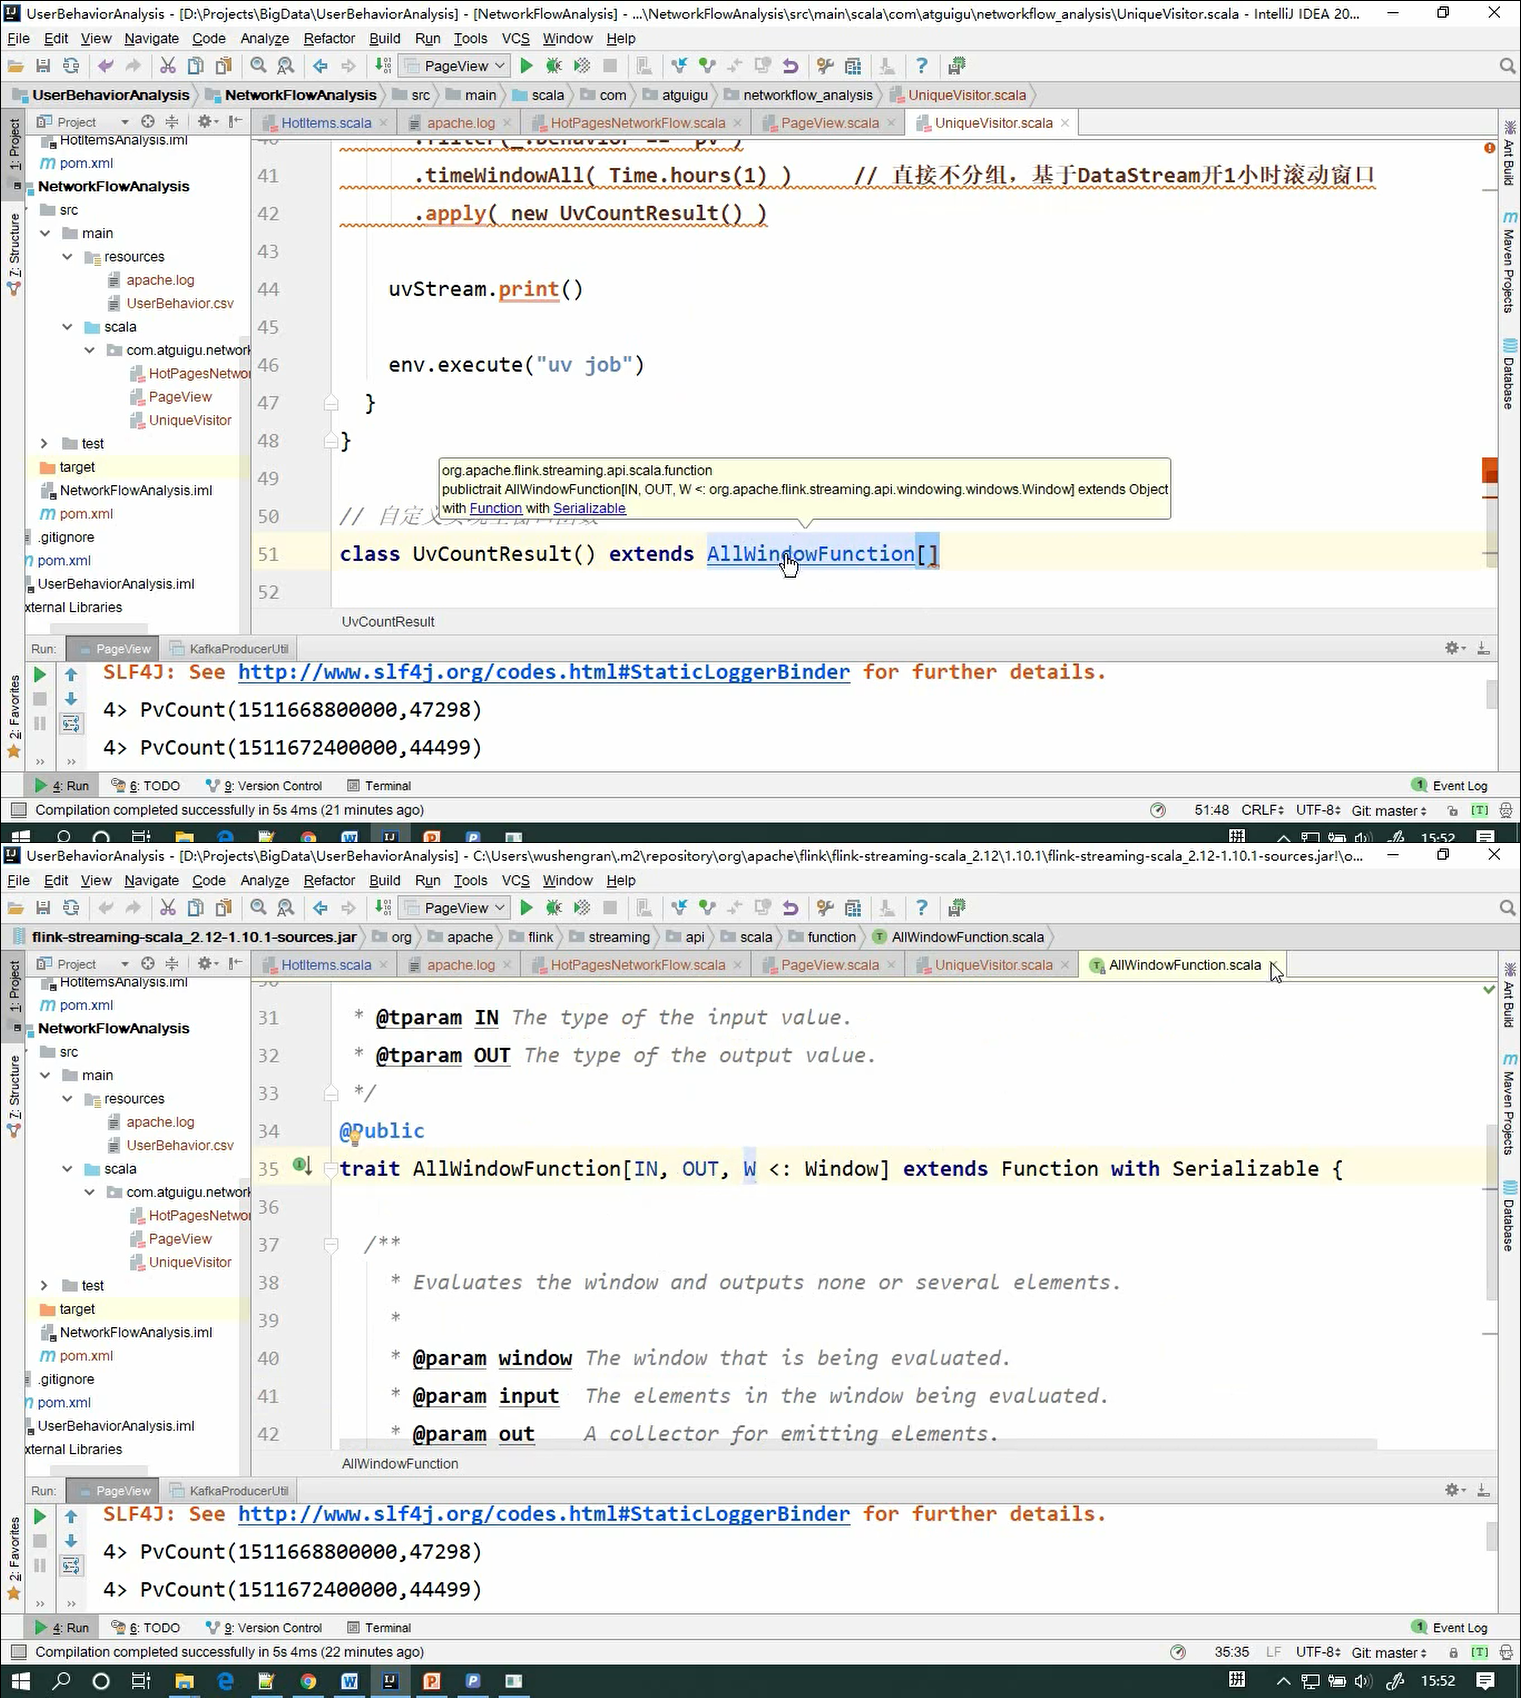 UserBehaviorAnalysis - [D:\Projects\BigData\UserBehaviorAnalysis] - [NetworkFlowAnalysis] - ...\NetworkFlowAnalysis\src\main\scala\com\atguigu\networkflow_analysis\UniqueVisitor.scala - IntelliJ IDEA 20...
File Edit View Navigate Code Analyze Refactor Build Run Tools VCS Window Help
PageView
UserBehaviorAnalysis NetworkFlowAnalysis src main scala com atguigu networkflow_analysis UniqueVisitor.scala
Project HotItems.scala apache.log HotPagesNetworkFlow.scala PageView.scala UniqueVisitor.scala
1: Project
7: Structure
2: Favorites
Ant Build
Maven Projects
Database
HotItemsAnalysis.iml
pom.xml
NetworkFlowAnalysis
src
main
resources
apache.log
UserBehavior.csv
scala
com.atguigu.network
HotPagesNetwor
PageView
UniqueVisitor
test
target
NetworkFlowAnalysis.iml
pom.xml
.gitignore
pom.xml
UserBehaviorAnalysis.iml
xternal Libraries
41 .timeWindowAll( Time.hours(1) ) // 直接不分组，基于DataStream开1小时滚动窗口
42 .apply( new UvCountResult() )
43
44 uvStream.print()
45
46 env.execute("uv job")
47 }
48 }
49
org.apache.flink.streaming.api.scala.function
publictrait AllWindowFunction[IN, OUT, W <: org.apache.flink.streaming.api.windowing.windows.Window] extends Object
with Function with Serializable
50 // 自定义
51 class UvCountResult() extends AllWindowFunction[]
52
UvCountResult
Run: PageView KafkaProducerUtil
SLF4J: See http://www.slf4j.org/codes.html#StaticLoggerBinder for further details.
4> PvCount(1511668800000,47298)
4> PvCount(1511672400000,44499)
4: Run 6: TODO 9: Version Control Terminal 1 Event Log
Compilation completed successfully in 5s 4ms (21 minutes ago) 51:48 CRLF UTF-8 Git: master [T]
拼 15:52
UserBehaviorAnalysis - [D:\Projects\BigData\UserBehaviorAnalysis] - C:\Users\wushengran\.m2\repository\org\apache\flink\flink-streaming-scala_2.12\1.10.1\flink-streaming-scala_2.12-1.10.1-sources.jar!\o...
File Edit View Navigate Code Analyze Refactor Build Run Tools VCS Window Help
PageView
flink-streaming-scala_2.12-1.10.1-sources.jar org apache flink streaming api scala function AllWindowFunction.scala
Project HotItems.scala apache.log HotPagesNetworkFlow.scala PageView.scala UniqueVisitor.scala AllWindowFunction.scala
1: Project
7: Structure
2: Favorites
Ant Build
Maven Projects
Database
HotItemsAnalysis.iml
pom.xml
NetworkFlowAnalysis
src
main
resources
apache.log
UserBehavior.csv
scala
com.atguigu.network
HotPagesNetwor
PageView
UniqueVisitor
test
target
NetworkFlowAnalysis.iml
pom.xml
.gitignore
pom.xml
UserBehaviorAnalysis.iml
xternal Libraries
31 * @tparam IN The type of the input value.
32 * @tparam OUT The type of the output value.
33 */
34 @Public
35 trait AllWindowFunction[IN, OUT, W <: Window] extends Function with Serializable {
36
37 /**
38 * Evaluates the window and outputs none or several elements.
39 *
40 * @param window The window that is being evaluated.
41 * @param input The elements in the window being evaluated.
42 * @param out A collector for emitting elements.
AllWindowFunction
Run: PageView KafkaProducerUtil
SLF4J: See http://www.slf4j.org/codes.html#StaticLoggerBinder for further details.
4> PvCount(1511668800000,47298)
4> PvCount(1511672400000,44499)
4: Run 6: TODO 9: Version Control Terminal 1 Event Log
Compilation completed successfully in 5s 4ms (22 minutes ago) 35:35 LF UTF-8 Git: master [T]
拼 15:52